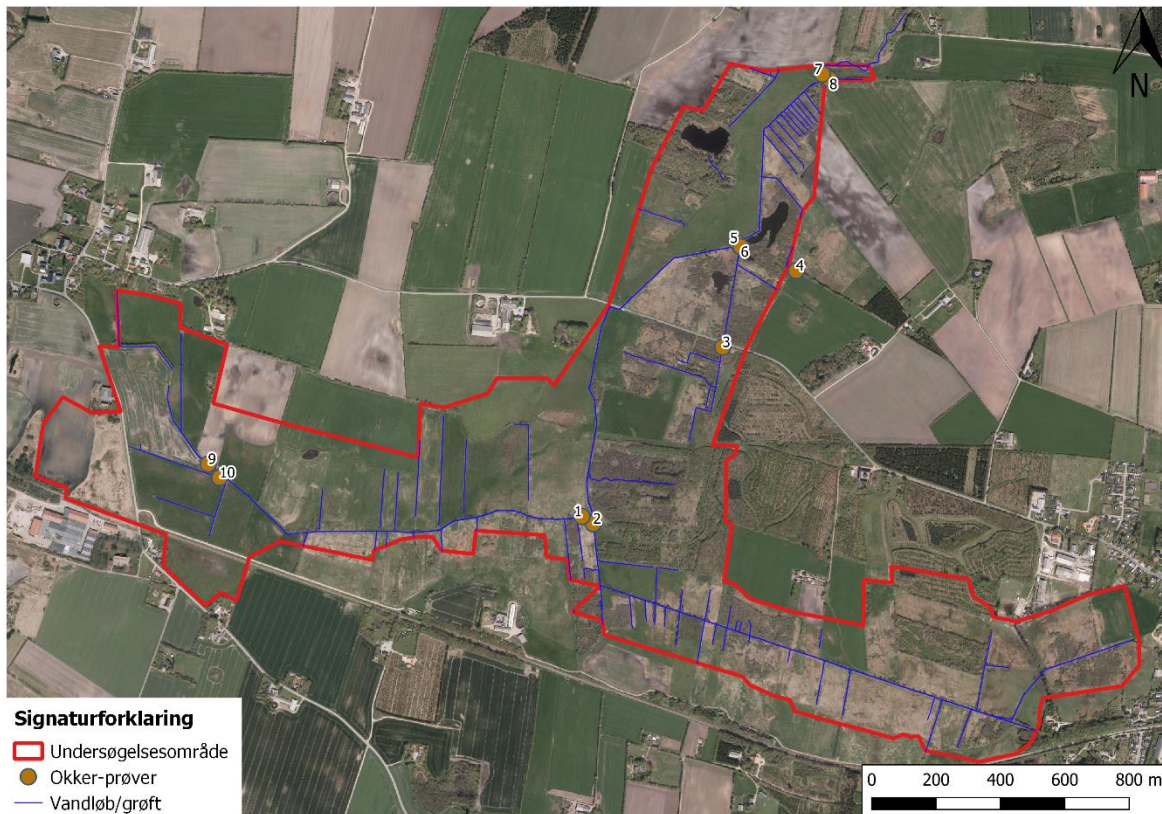 7
8
N
5
6
4
3
9
10
1
2
Signaturforklaring
Undersøgelsesområde
Okker-prøver
Vandløb/grøft
0 200 400 600 800 m